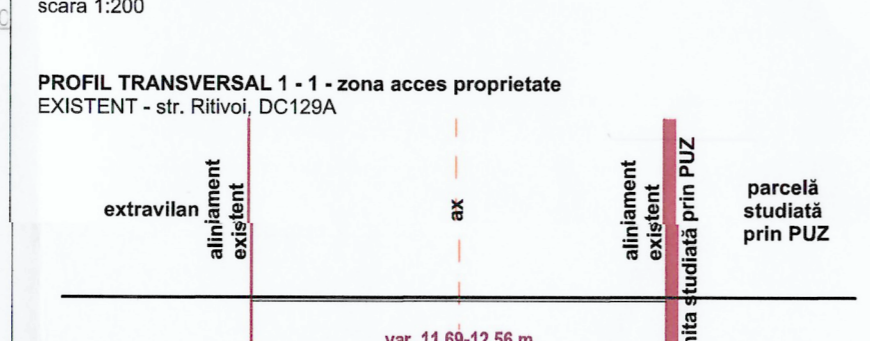 scara 1:200
PROFIL TRANSVERSAL 1 - 1 - zona acces proprietate
EXISTENT - str. Ritivoi, DC129A
extravilan
aliniament
existent
ax
aliniament
existent
studiată prin PUZ
parcelă
studiată
prin PUZ
var. 11,69-12,56 m